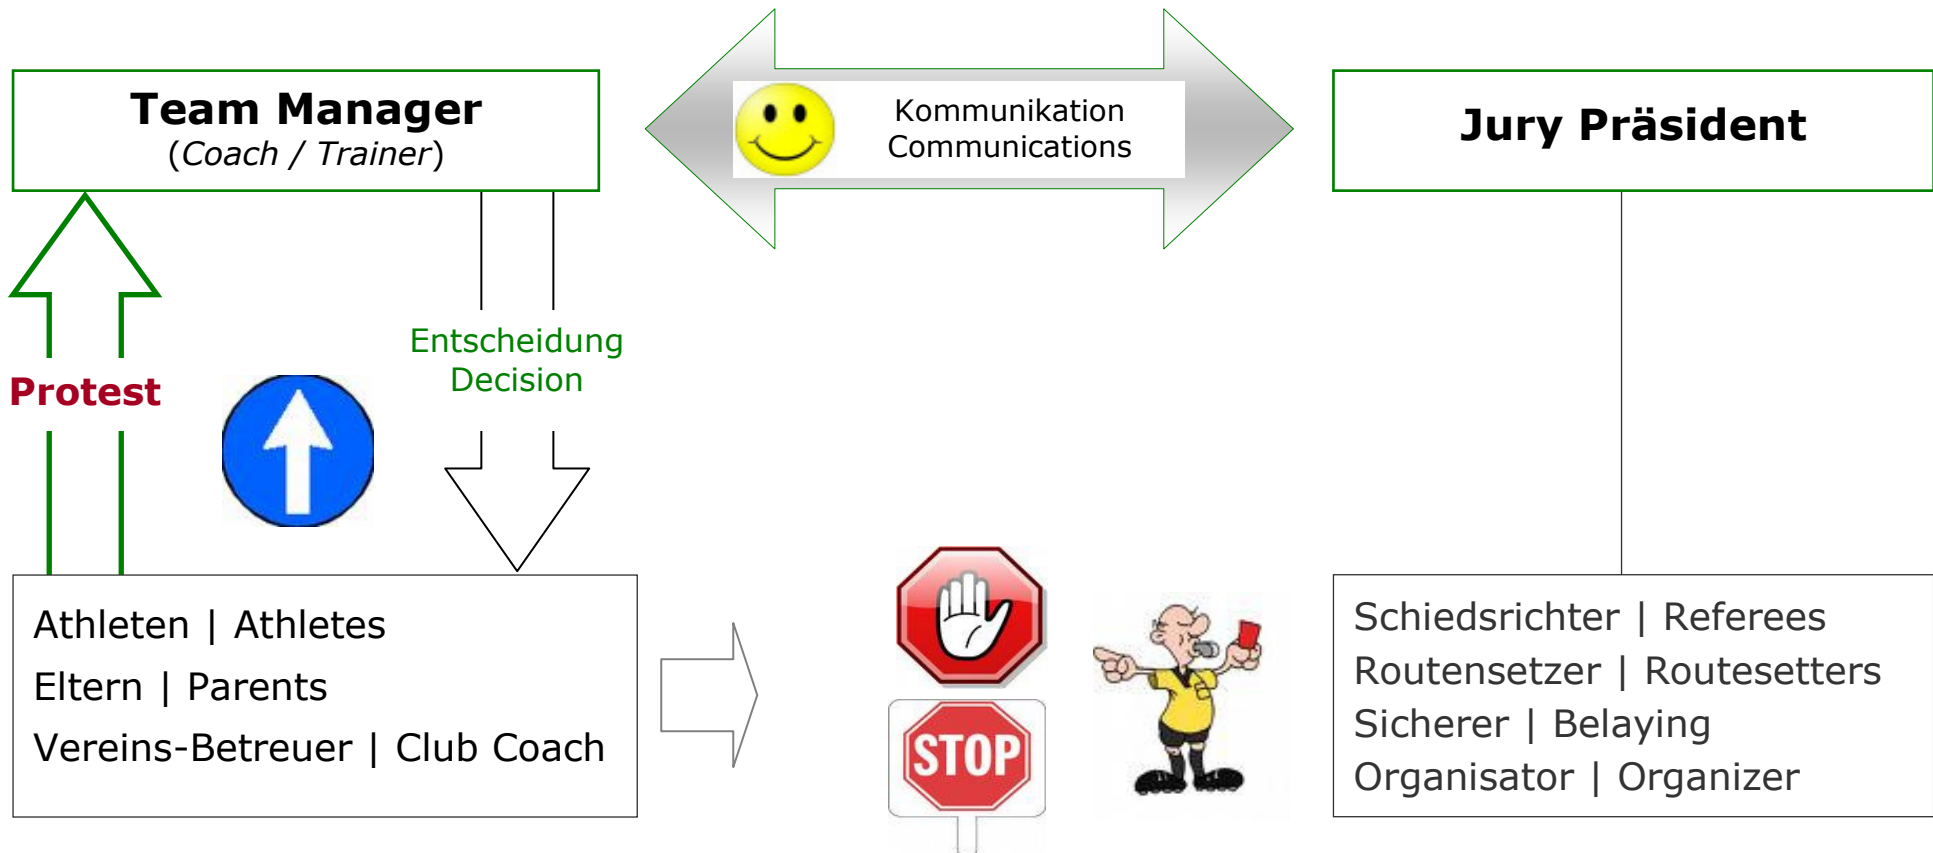 Team Manager
(Coach / Trainer)
Kommunikation
Communications
Jury Präsident
Protest
Entscheidung
Decision
Athleten | Athletes
Eltern | Parents
Vereins-Betreuer | Club Coach
STOP
Schiedsrichter | Referees
Routensetzer | Routesetters
Sicherer | Belaying
Organisator | Organizer